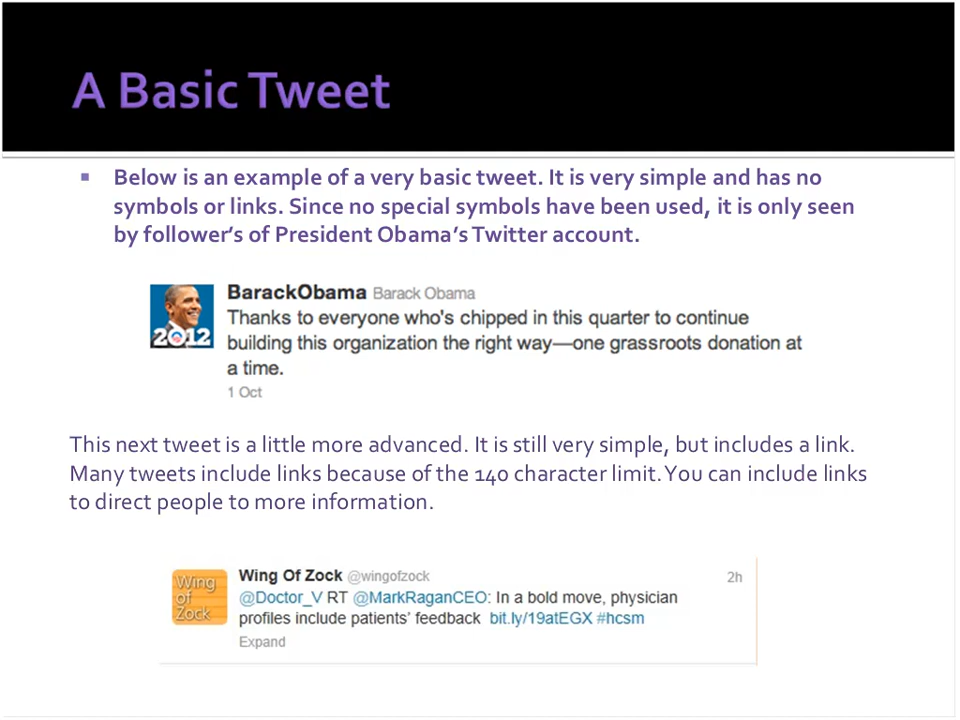 A Basic Tweet
Below is an example of a very basic tweet. It is very simple and has no
symbols or links. Since no special symbols have been used, it is only seen
by follower's of President Obama's Twitter account.
BarackObama Barack Obama
Thanks to everyone who's chipped in this quarter to continue
building this organization the right way—one grassroots donation at
a time.
1 Oct
2012
This next tweet is a little more advanced. It is still very simple, but includes a link.
Many tweets include links because of the 140 character limit. You can include links
to direct people to more information.
Wing
of
Zock
Wing Of Zock @wingofzock 2h
@Doctor_V RT @MarkRaganCEO: In a bold move, physician
profiles include patients' feedback bit.ly/19atEGX #hcsm
Expand